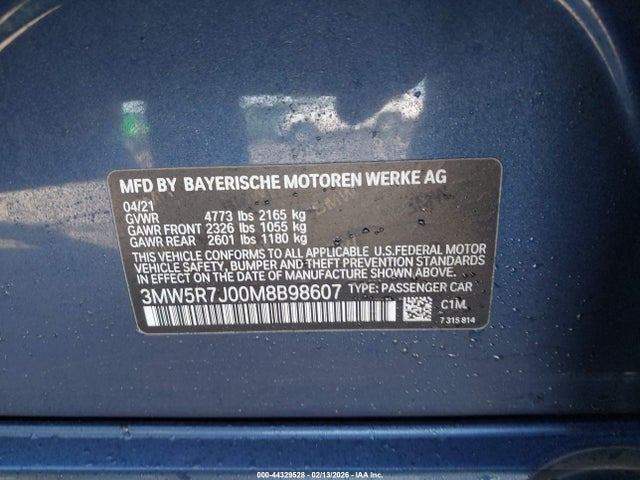 MFD BY BAYERISCHE MOTOREN WERKE AG
04/21
GVWR 4773 lbs 2165 kg
GAWR FRONT 2326 lbs 1055 kg
GAWR REAR 2601 lbs 1180 kg
THIS VEHICLE CONFORMS TO ALL APPLICABLE U.S.FEDERAL MOTOR
VEHICLE SAFETY, BUMPER, AND THEFT PREVENTION STANDARDS
IN EFFECT ON THE DATE OF MANUFACTURE SHOWN ABOVE.
3MW5R7J00M8B98607 TYPE: PASSENGER CAR
C1M
7 315 814
000-44329528 - 02/13/2026 - IAA Inc.